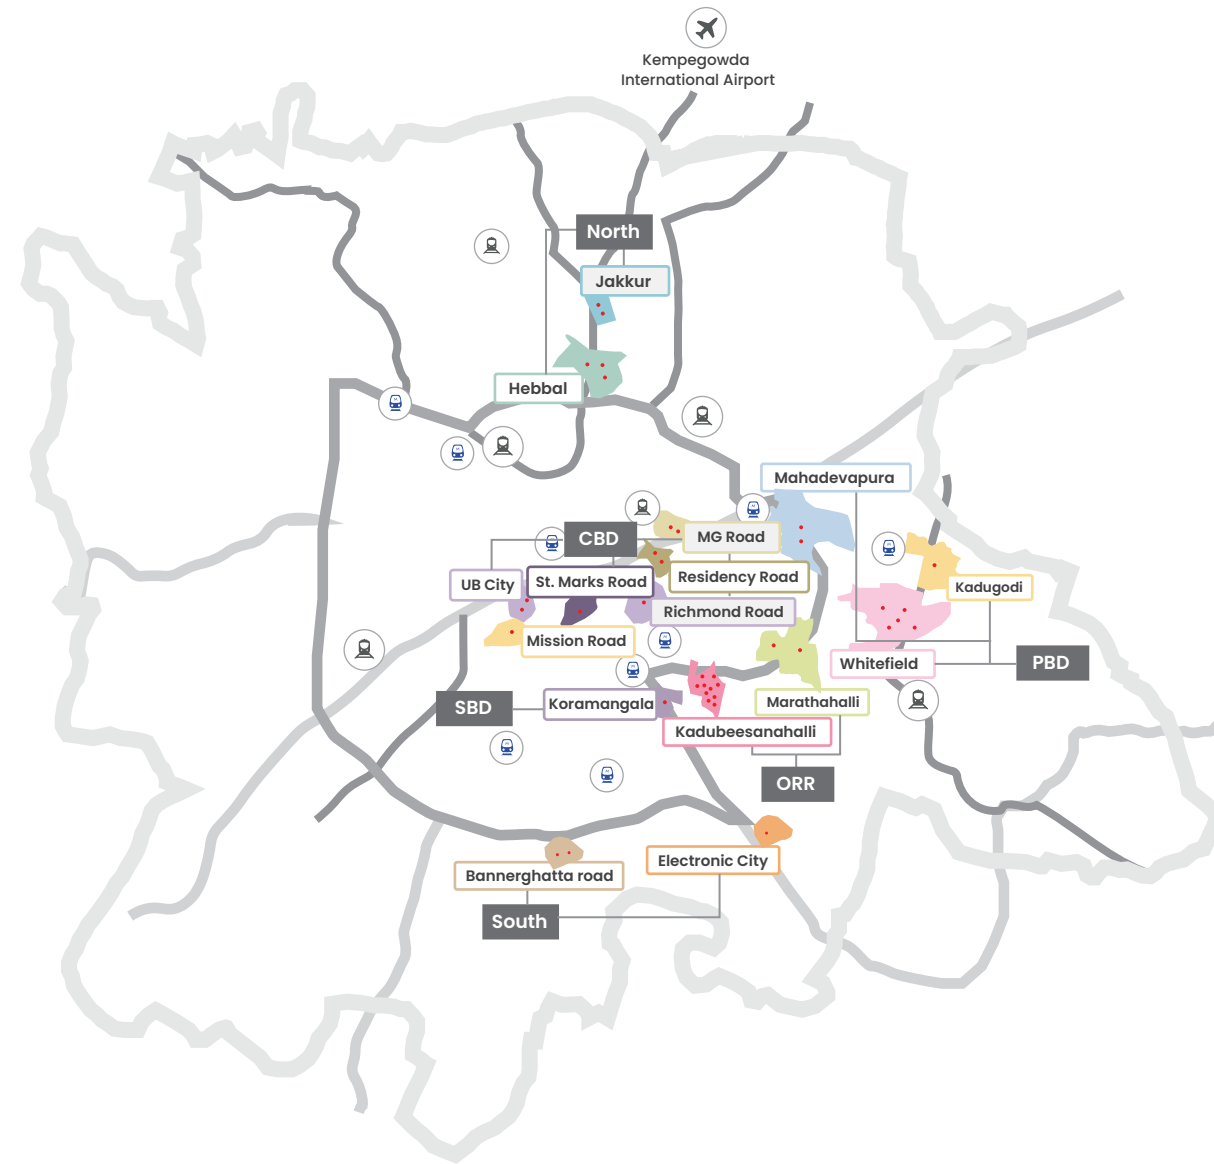 Kempegowda
International Airport
North
Jakkur
Hebbal
Mahadevapura
MG Road
CBD
Residency Road
St. Marks Road
UB City
Kadugodi
Richmond Road
Mission Road
Whitefield
PBD
SBD
Koramangala
Marathahalli
Kadubeesanahalli
ORR
Electronic City
Bannerghatta road
South